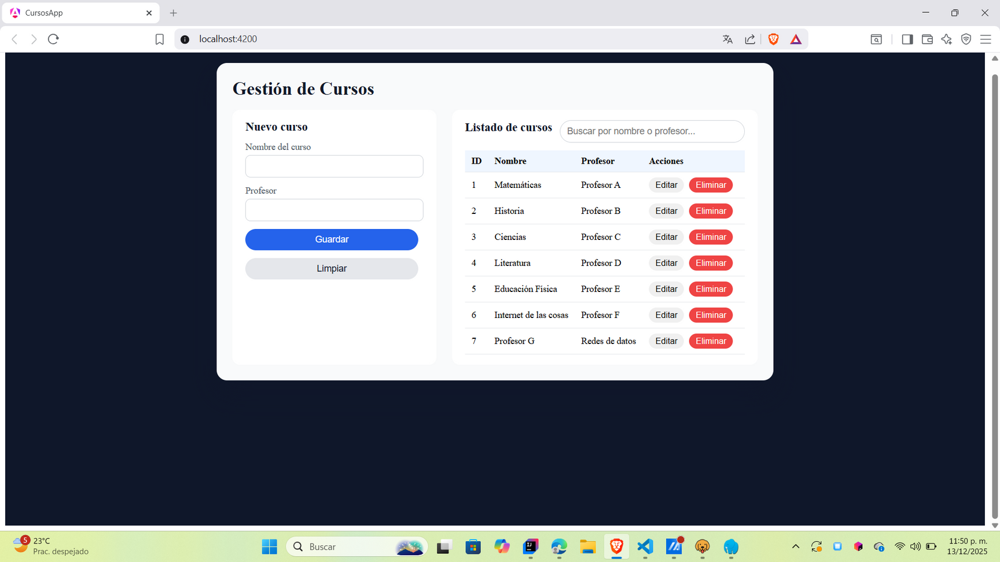 CursosApp
localhost:4200
Gestión de Cursos
Nuevo curso
Nombre del curso
Profesor
Guardar
Limpiar
Listado de cursos
Buscar por nombre o profesor...
ID Nombre Profesor Acciones
1 Matemáticas Profesor A Editar Eliminar
2 Historia Profesor B Editar Eliminar
3 Ciencias Profesor C Editar Eliminar
4 Literatura Profesor D Editar Eliminar
5 Educación Física Profesor E Editar Eliminar
6 Internet de las cosas Profesor F Editar Eliminar
7 Profesor G Redes de datos Editar Eliminar
5
23°C
Prac. despejado
Buscar
IJ
11:50 p. m.
13/12/2025